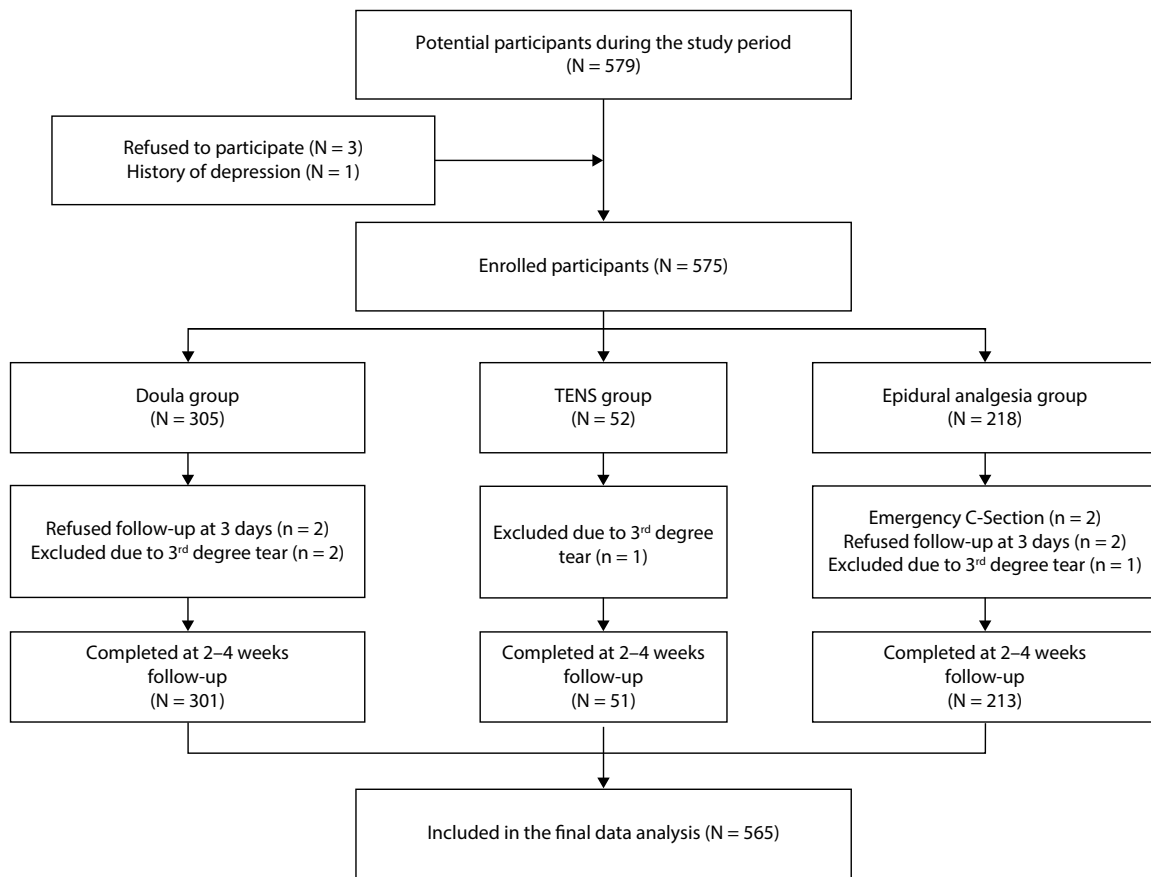 Potential participants during the study period
(N = 579)
Refused to participate (N = 3)
History of depression (N = 1)
Enrolled participants (N = 575)
Doula group
(N = 305)
TENS group
(N = 52)
Epidural analgesia group
(N = 218)
Refused follow-up at 3 days (n = 2)
Excluded due to 3rd degree tear (n = 2)
Excluded due to 3rd degree
tear (n = 1)
Emergency C-Section (n = 2)
Refused follow-up at 3 days (n = 2)
Excluded due to 3rd degree tear (n = 1)
Completed at 2–4 weeks
follow-up
(N = 301)
Completed at 2–4 weeks
follow-up
(N = 51)
Completed at 2–4 weeks
follow-up
(N = 213)
Included in the final data analysis (N = 565)